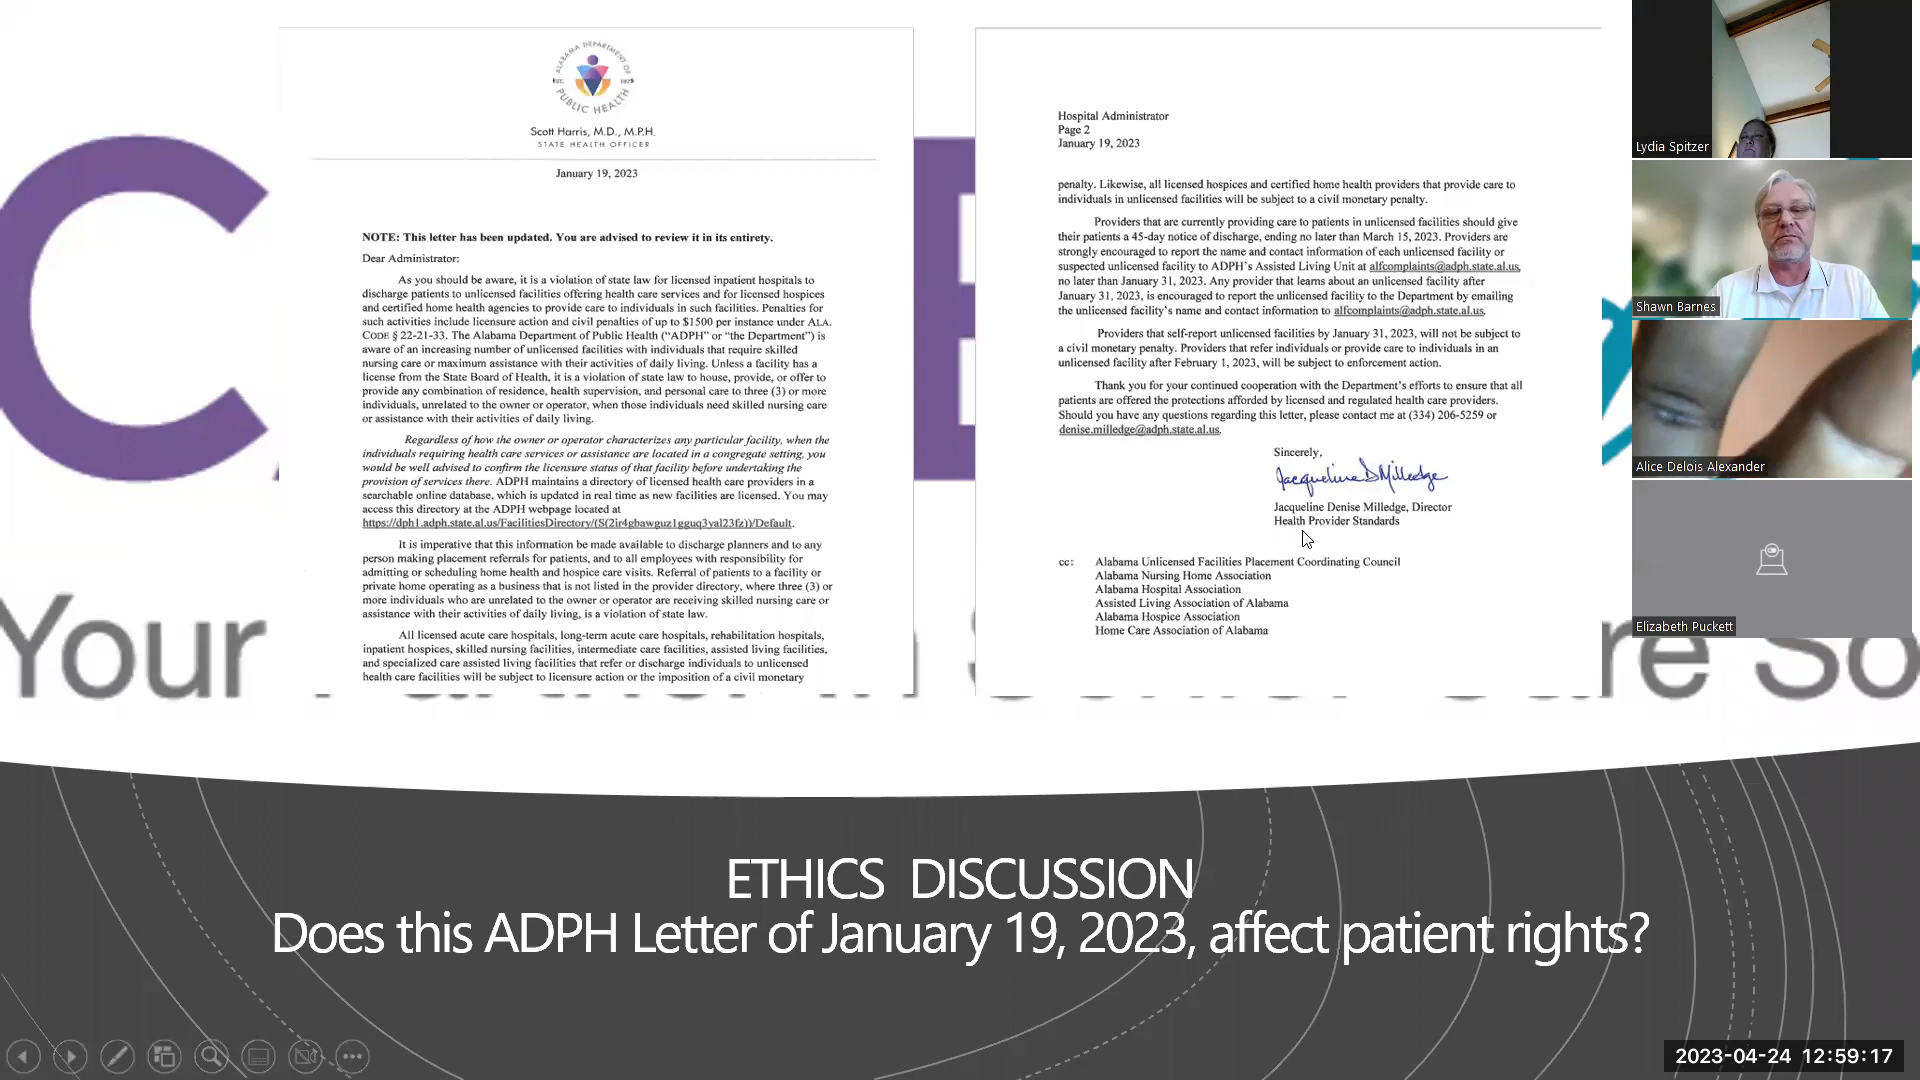 ALABAMA DEPARTMENT OF
PUBLIC HEALTH
Scott Harris, M.D., M.P.H.
STATE HEALTH OFFICER
January 19, 2023
NOTE: This letter has been updated. You are advised to review it in its entirety.
Dear Administrator:
As you should be aware, it is a violation of state law for licensed inpatient hospitals to
discharge patients to unlicensed facilities offering health care services and for licensed hospices
and certified home health agencies to provide care to individuals in such facilities. Penalties for
such activities include licensure action and civil penalties of up to $1500 per instance under ALA.
CODE § 22-21-33. The Alabama Department of Public Health (“ADPH” or “the Department”) is
aware of an increasing number of unlicensed facilities with individuals that require skilled
nursing care or maximum assistance with their activities of daily living. Unless a facility has a
license from the State Board of Health, it is a violation of state law to house, provide, or offer to
provide any combination of residence, health supervision, and personal care to three (3) or more
individuals, unrelated to the owner or operator, when those individuals need skilled nursing care
or assistance with their activities of daily living.
Regardless of how the owner or operator characterizes any particular facility, when the
individuals requiring health care services or assistance are located in a congregate setting, you
would be well advised to confirm the licensure status of that facility before undertaking the
provision of services there. ADPH maintains a directory of licensed health care providers in a
searchable online database, which is updated in real time as new facilities are licensed. You may
access this directory at the ADPH webpage located at
https://dph1.adph.state.al.us/FacilitiesDirectory/(S(2ir4gbawguz1gguq3yal23fz))/Default.
It is imperative that this information be made available to discharge planners and to any
person making placement referrals for patients, and to all employees with responsibility for
admitting or scheduling home health and hospice care visits. Referral of patients to a facility or
private home operating as a business that is not listed in the provider directory, where three (3) or
more individuals who are unrelated to the owner or operator are receiving skilled nursing care or
assistance with their activities of daily living, is a violation of state law.
All licensed acute care hospitals, long-term acute care hospitals, rehabilitation hospitals,
inpatient hospices, skilled nursing facilities, intermediate care facilities, assisted living facilities,
and specialized care assisted living facilities that refer or discharge individuals to unlicensed
health care facilities will be subject to licensure action or the imposition of a civil monetary
Hospital Administrator
Page 2
January 19, 2023
penalty. Likewise, all licensed hospices and certified home health providers that provide care to
individuals in unlicensed facilities will be subject to a civil monetary penalty.
Providers that are currently providing care to patients in unlicensed facilities should give
their patients a 45-day notice of discharge, ending no later than March 15, 2023. Providers are
strongly encouraged to report the name and contact information of each unlicensed facility or
suspected unlicensed facility to ADPH’s Assisted Living Unit at alfcomplaints@adph.state.al.us,
no later than January 31, 2023. Any provider that learns about an unlicensed facility after
January 31, 2023, is encouraged to report the unlicensed facility to the Department by emailing
the unlicensed facility’s name and contact information to alfcomplaints@adph.state.al.us.
Providers that self-report unlicensed facilities by January 31, 2023, will not be subject to
a civil monetary penalty. Providers that refer individuals or provide care to individuals in an
unlicensed facility after February 1, 2023, will be subject to enforcement action.
Thank you for your continued cooperation with the Department’s efforts to ensure that all
patients are offered the protections afforded by licensed and regulated health care providers.
Should you have any questions regarding this letter, please contact me at (334) 206-5259 or
denise.milledge@adph.state.al.us.
Sincerely,
Jacqueline D Milledge
Jacqueline Denise Milledge, Director
Health Provider Standards
cc: Alabama Unlicensed Facilities Placement Coordinating Council
Alabama Nursing Home Association
Alabama Hospital Association
Assisted Living Association of Alabama
Alabama Hospice Association
Home Care Association of Alabama
Your
ETHICS DISCUSSION
Does this ADPH Letter of January 19, 2023, affect patient rights?
Lydia Spitzer
Shawn Barnes
Alice Delois Alexander
Elizabeth Puckett
2023-04-24 12:59:17